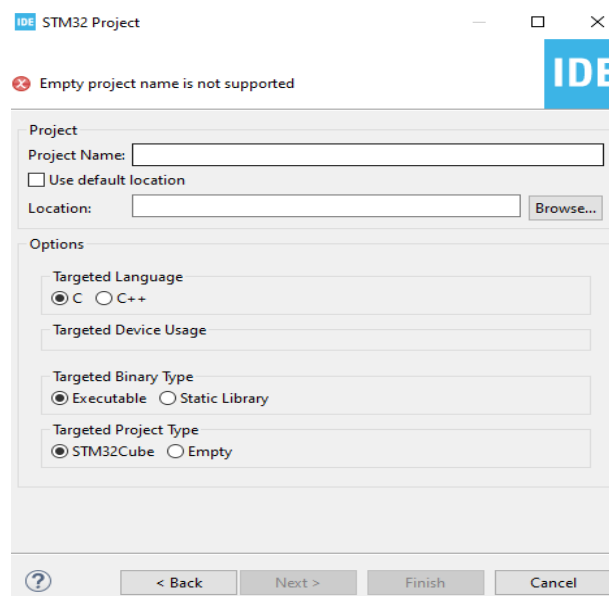 IDE STM32 Project
Empty project name is not supported
IDE
Project
Project Name:
Use default location
Location:
Browse...
Options
Targeted Language
C C++
Targeted Device Usage
Targeted Binary Type
Executable Static Library
Targeted Project Type
STM32Cube Empty
? < Back Next > Finish Cancel